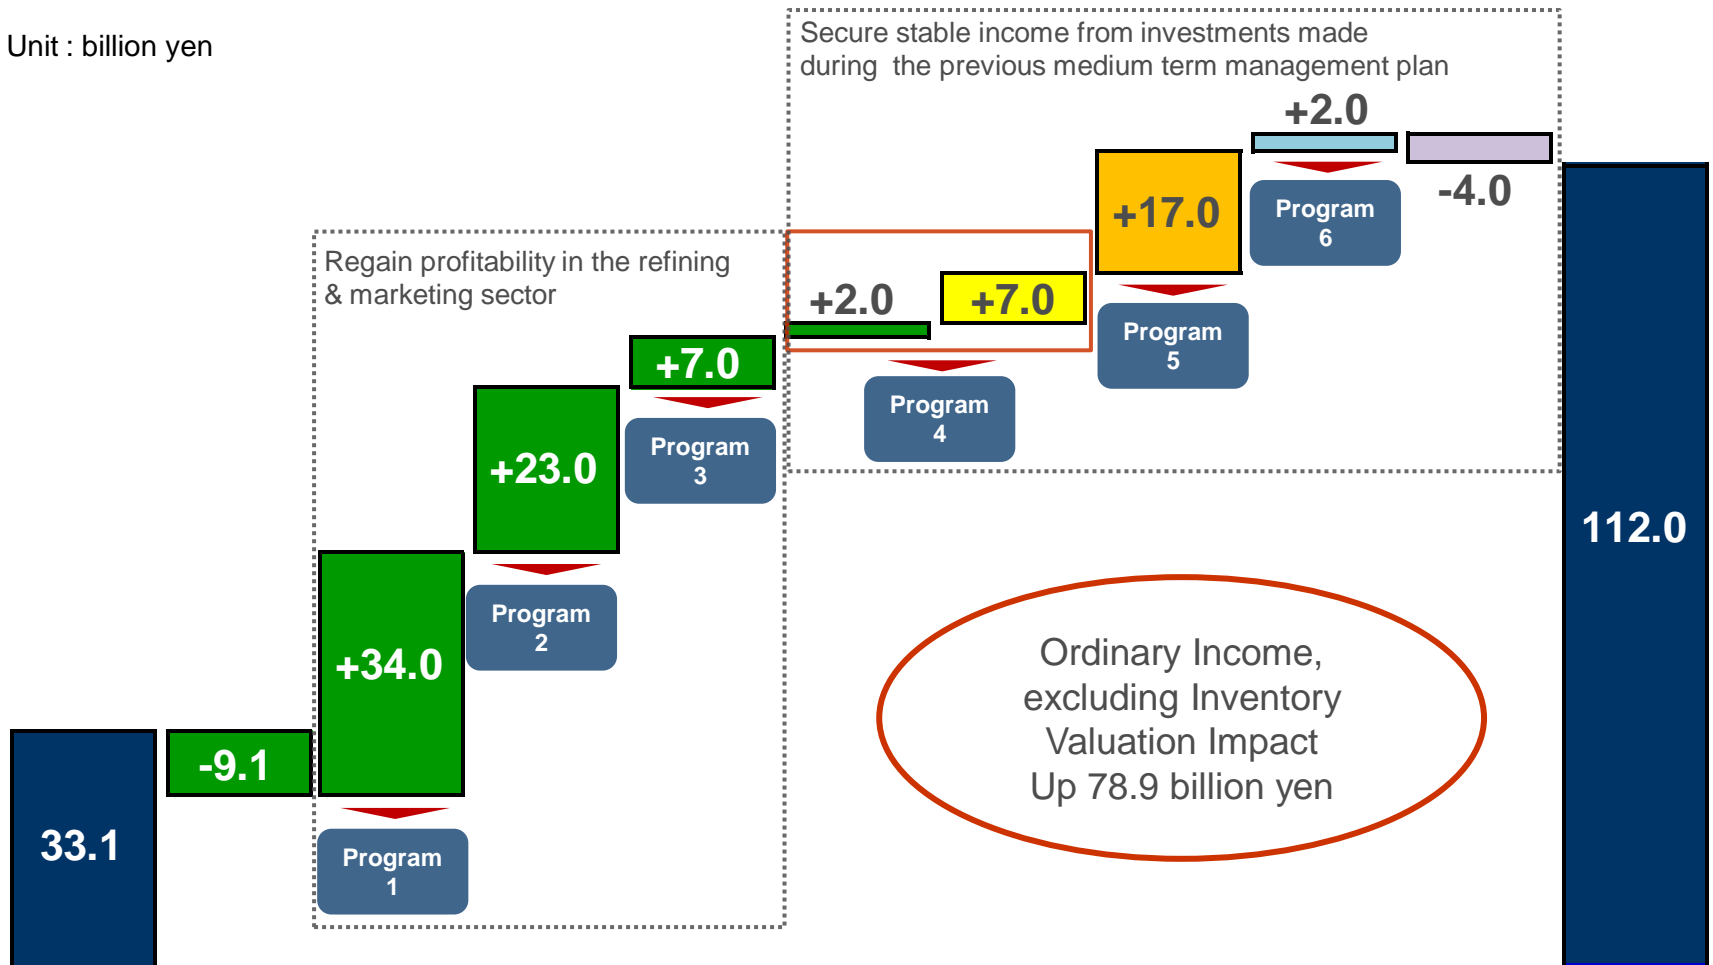 Unit : billion yen
Secure stable income from investments made
during the previous medium term management plan
+2.0
-4.0
+17.0
Program
6
Regain profitability in the refining
& marketing sector
+2.0
+7.0
Program
5
+7.0
Program
4
Program
3
+23.0
Program
2
+34.0
112.0
Ordinary Income,
excluding Inventory
Valuation Impact
Up 78.9 billion yen
-9.1
33.1
Program
1